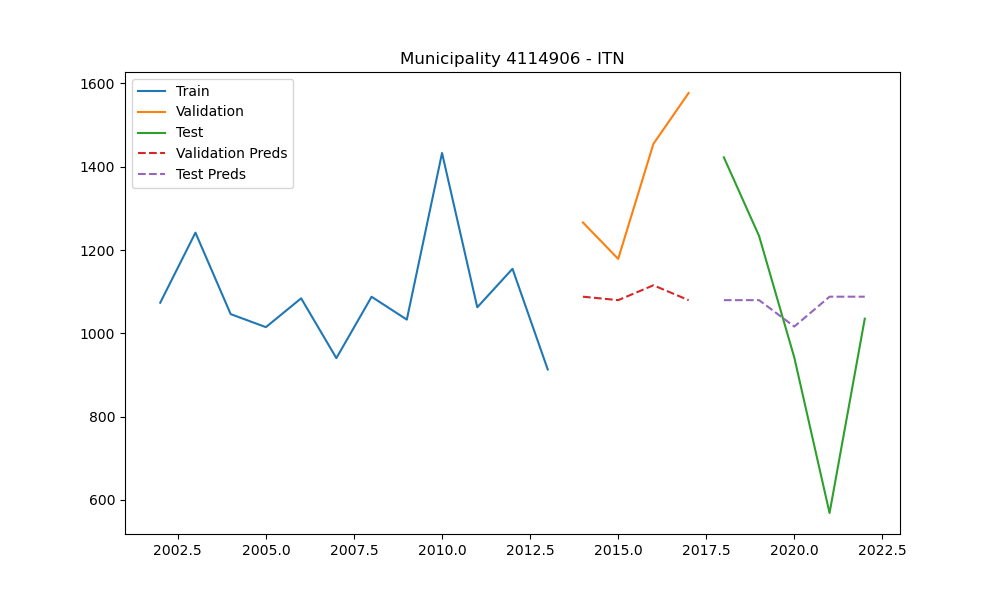 Municipality 4114906 - ITN
1600
1400
1200
1000
800
600
Train
Validation
Test
Validation Preds
Test Preds
2002.5 2005.0 2007.5 2010.0 2012.5 2015.0 2017.5 2020.0 2022.5